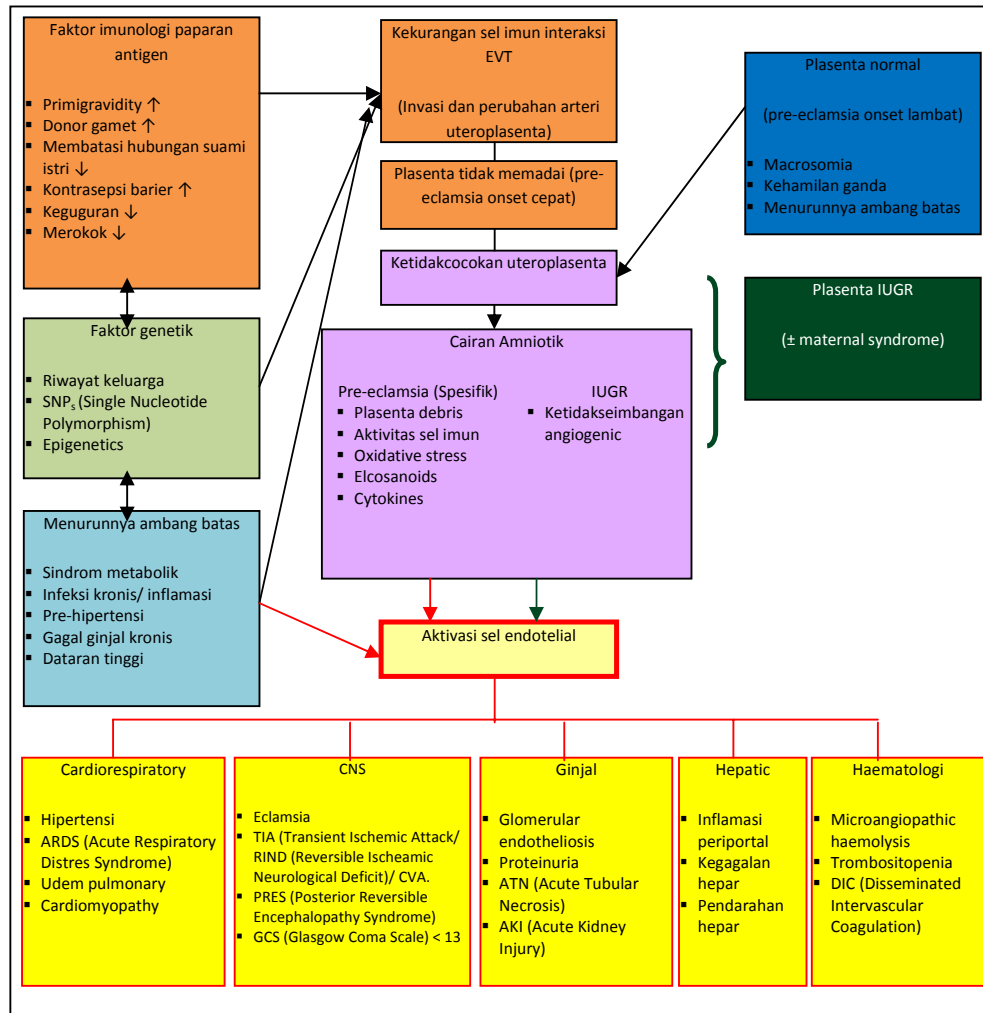 Faktor imunologi paparan
antigen
▪ Primigravidity ↑
▪ Donor gamet ↑
▪ Membatasi hubungan suami
istri ↓
▪ Kontrasepsi barier ↑
▪ Keguguran ↓
▪ Merokok ↓
Kekurangan sel imun interaksi
EVT
(Invasi dan perubahan arteri
uteroplasenta)
Plasenta normal
(pre-eclamsia onset lambat)
▪ Macrosomia
▪ Kehamilan ganda
▪ Menurunnya ambang batas
Plasenta tidak memadai (pre-
eclamsia onset cepat)
Ketidakcocokan uteroplasenta
Plasenta IUGR
(± maternal syndrome)
Faktor genetik
▪ Riwayat keluarga
▪ SNPs (Single Nucleotide
Polymorphism)
▪ Epigenetics
Cairan Amniotik
Pre-eclamsia (Spesifik)
▪ Plasenta debris
▪ Aktivitas sel imun
▪ Oxidative stress
▪ Elcosanoids
▪ Cytokines
IUGR
▪ Ketidakseimbangan
angiogenic
Menurunnya ambang batas
▪ Sindrom metabolik
▪ Infeksi kronis/ inflamasi
▪ Pre-hipertensi
▪ Gagal ginjal kronis
▪ Dataran tinggi
Aktivasi sel endotelial
Cardiorespiratory
▪ Hipertensi
▪ ARDS (Acute Respiratory
Distres Syndrome)
▪ Udem pulmonary
▪ Cardiomyopathy
CNS
▪ Eclamsia
▪ TIA (Transient Ischemic Attack/
RIND (Reversible Ischeamic
Neurological Deficit)/ CVA.
▪ PRES (Posterior Reversible
Encephalopathy Syndrome)
▪ GCS (Glasgow Coma Scale) < 13
Ginjal
▪ Glomerular
endotheliosis
▪ Proteinuria
▪ ATN (Acute Tubular
Necrosis)
▪ AKI (Acute Kidney
Injury)
Hepatic
▪ Inflamasi
periportal
▪ Kegagalan
hepar
▪ Pendarahan
hepar
Haematologi
▪ Microangiopathic
haemolysis
▪ Trombositopenia
▪ DIC (Disseminated
Intervascular
Coagulation)